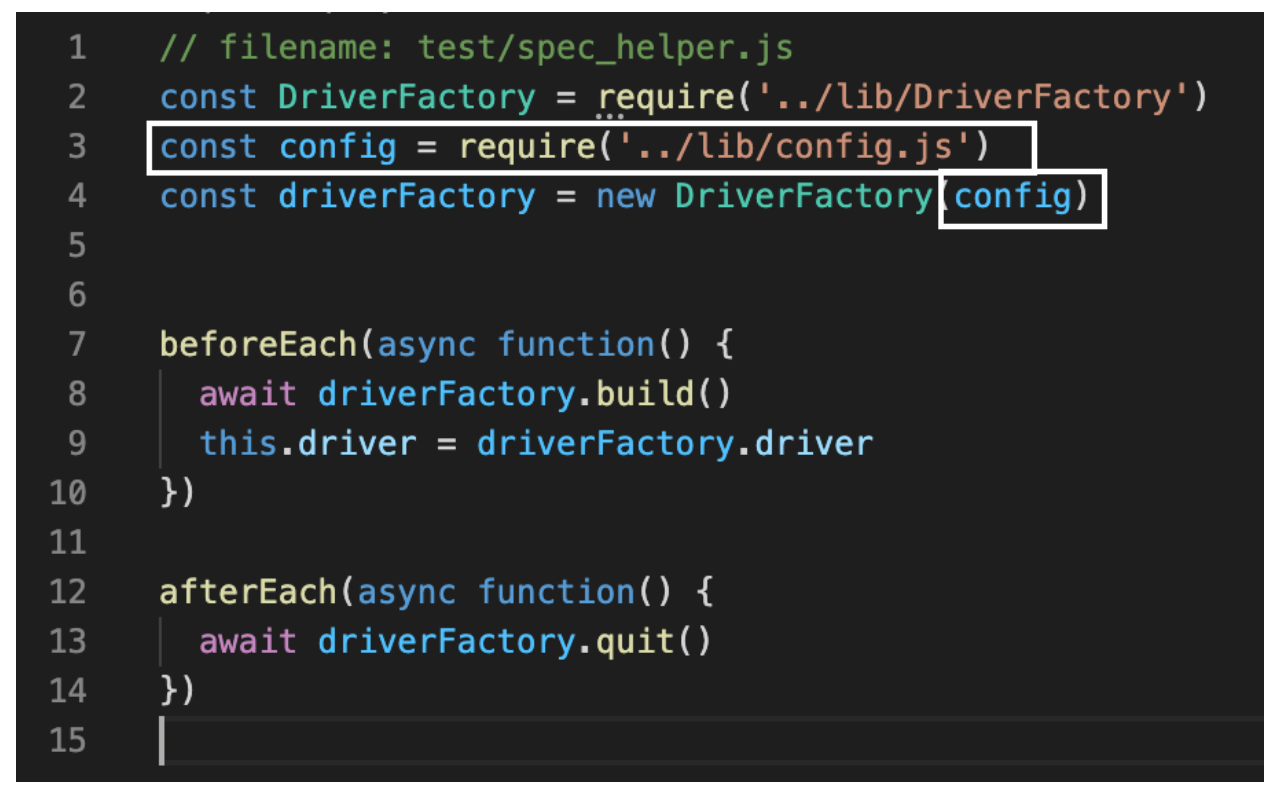 1 // filename: test/spec_helper.js
2 const DriverFactory = require('../lib/DriverFactory')
3 const config = require('../lib/config.js')
4 const driverFactory = new DriverFactory(config)
5
6
7 beforeEach(async function() {
8 await driverFactory.build()
9 this.driver = driverFactory.driver
10 })
11
12 afterEach(async function() {
13 await driverFactory.quit()
14 })
15